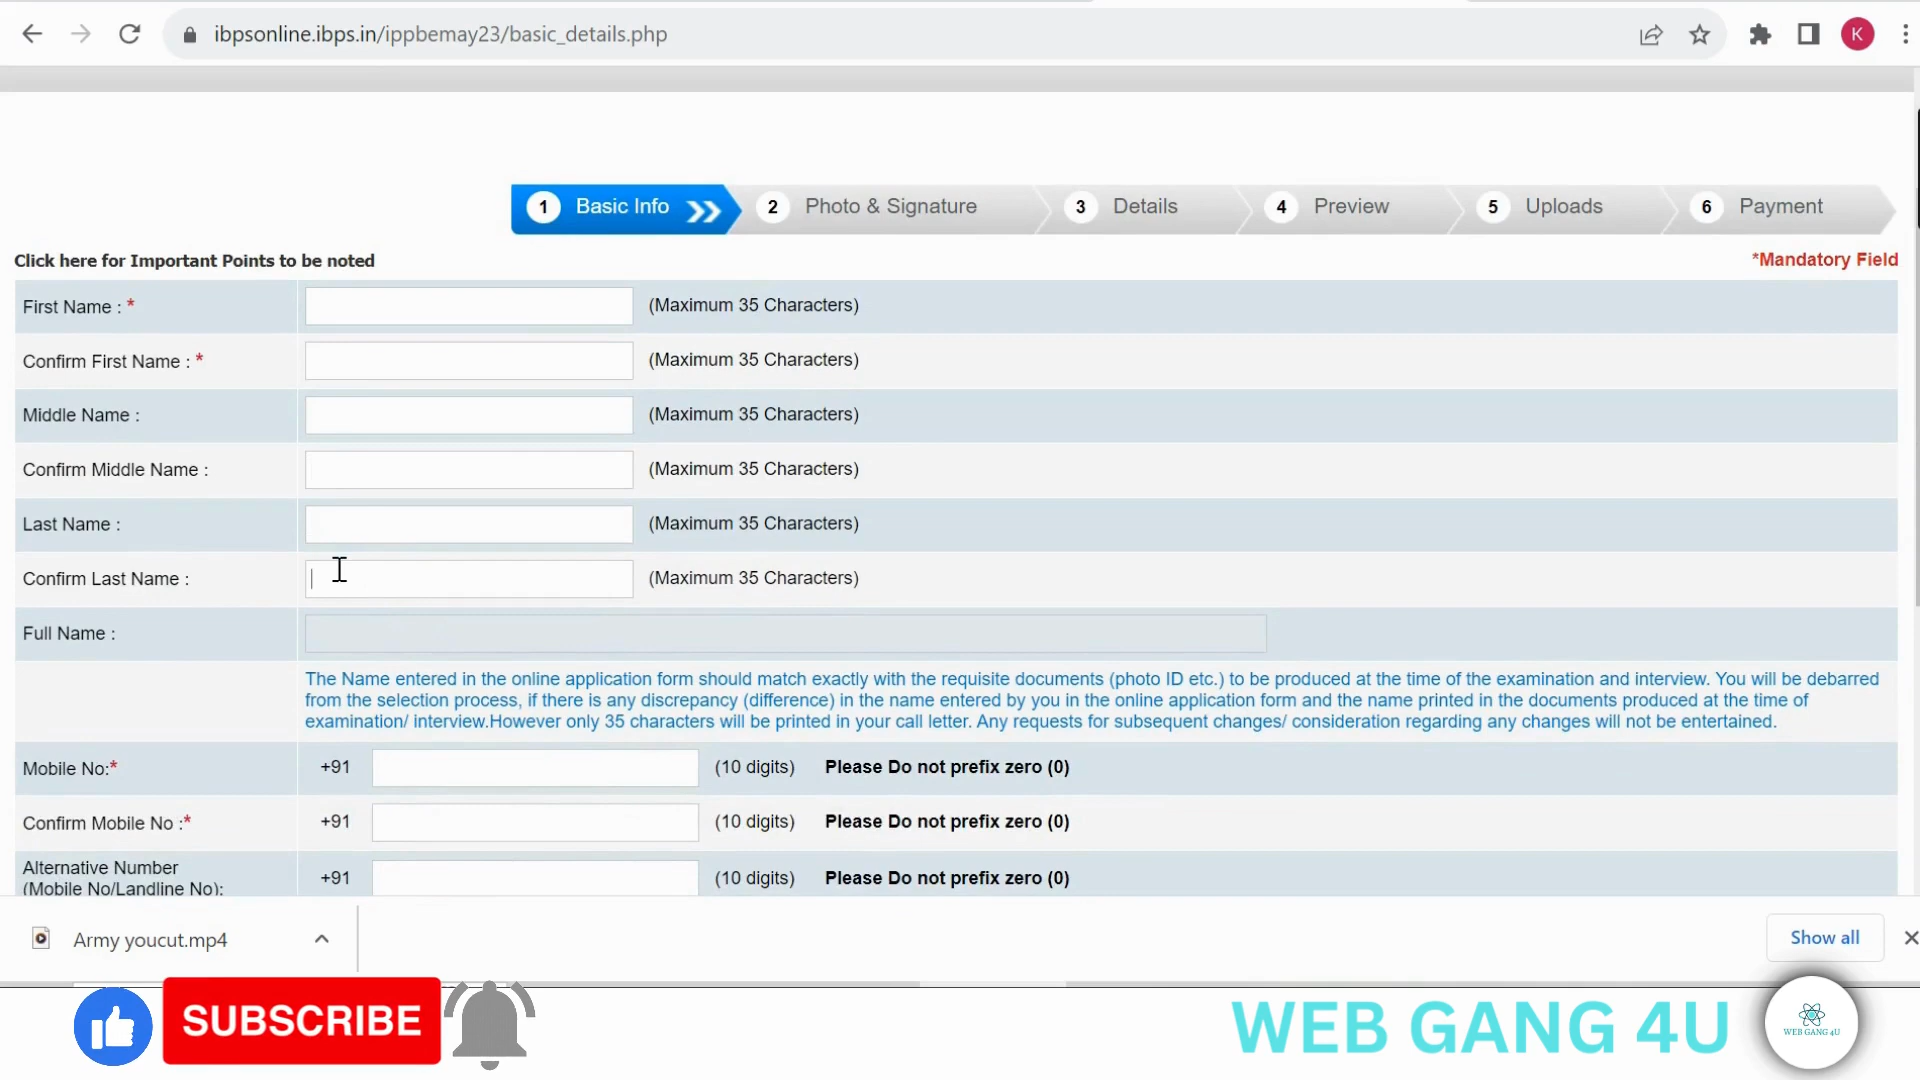 ibpsonline.ibps.in/ippbemay23/basic_details.php
K
1 Basic Info 2 Photo & Signature 3 Details 4 Preview 5 Uploads 6 Payment
Click here for Important Points to be noted *Mandatory Field
First Name : * (Maximum 35 Characters)
Confirm First Name : * (Maximum 35 Characters)
Middle Name : (Maximum 35 Characters)
Confirm Middle Name : (Maximum 35 Characters)
Last Name : (Maximum 35 Characters)
Confirm Last Name : (Maximum 35 Characters)
Full Name :
The Name entered in the online application form should match exactly with the requisite documents (photo ID etc.) to be produced at the time of the examination and interview. You will be debarred
from the selection process, if there is any discrepancy (difference) in the name entered by you in the online application form and the name printed in the documents produced at the time of
examination/ interview.However only 35 characters will be printed in your call letter. Any requests for subsequent changes/ consideration regarding any changes will not be entertained.
Mobile No:* +91 (10 digits) Please Do not prefix zero (0)
Confirm Mobile No :* +91 (10 digits) Please Do not prefix zero (0)
Alternative Number
(Mobile No/Landline No): +91 (10 digits) Please Do not prefix zero (0)
Army youcut.mp4 Show all
SUBSCRIBE WEB GANG 4U
WEB GANG 4U